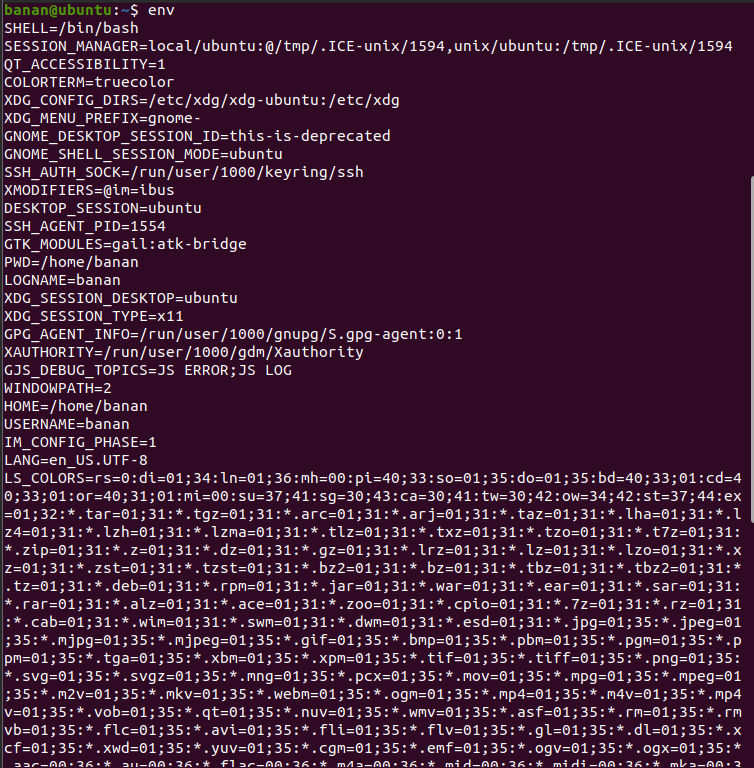 banan@ubuntu:~$ env
SHELL=/bin/bash
SESSION_MANAGER=local/ubuntu:@/tmp/.ICE-unix/1594,unix/ubuntu:/tmp/.ICE-unix/1594
QT_ACCESSIBILITY=1
COLORTERM=truecolor
XDG_CONFIG_DIRS=/etc/xdg/xdg-ubuntu:/etc/xdg
XDG_MENU_PREFIX=gnome-
GNOME_DESKTOP_SESSION_ID=this-is-deprecated
GNOME_SHELL_SESSION_MODE=ubuntu
SSH_AUTH_SOCK=/run/user/1000/keyring/ssh
XMODIFIERS=@im=ibus
DESKTOP_SESSION=ubuntu
SSH_AGENT_PID=1554
GTK_MODULES=gail:atk-bridge
PWD=/home/banan
LOGNAME=banan
XDG_SESSION_DESKTOP=ubuntu
XDG_SESSION_TYPE=x11
GPG_AGENT_INFO=/run/user/1000/gnupg/S.gpg-agent:0:1
XAUTHORITY=/run/user/1000/gdm/Xauthority
GJS_DEBUG_TOPICS=JS ERROR;JS LOG
WINDOWPATH=2
HOME=/home/banan
USERNAME=banan
IM_CONFIG_PHASE=1
LANG=en_US.UTF-8
LS_COLORS=rs=0:di=01;34:ln=01;36:mh=00:pi=40;33:so=01;35:do=01;35:bd=40;33;01:cd=4
0;33;01:or=40;31;01:mi=00:su=37;41:sg=30;43:ca=30;41:tw=30;42:ow=34;42:st=37;44:ex
=01;32:*.tar=01;31:*.tgz=01;31:*.arc=01;31:*.arj=01;31:*.taz=01;31:*.lha=01;31:*.l
z4=01;31:*.lzh=01;31:*.lzma=01;31:*.tlz=01;31:*.txz=01;31:*.tzo=01;31:*.t7z=01;31:
*.zip=01;31:*.z=01;31:*.dz=01;31:*.gz=01;31:*.lrz=01;31:*.lz=01;31:*.lzo=01;31:*.x
z=01;31:*.zst=01;31:*.tzst=01;31:*.bz2=01;31:*.bz=01;31:*.tbz=01;31:*.tbz2=01;31:*
.tz=01;31:*.deb=01;31:*.rpm=01;31:*.jar=01;31:*.war=01;31:*.ear=01;31:*.sar=01;31:
*.rar=01;31:*.alz=01;31:*.ace=01;31:*.zoo=01;31:*.cpio=01;31:*.7z=01;31:*.rz=01;31
:*.cab=01;31:*.wim=01;31:*.swm=01;31:*.dwm=01;31:*.esd=01;31:*.jpg=01;35:*.jpeg=01
;35:*.mjpg=01;35:*.mjpeg=01;35:*.gif=01;35:*.bmp=01;35:*.pbm=01;35:*.pgm=01;35:*.p
pm=01;35:*.tga=01;35:*.xbm=01;35:*.xpm=01;35:*.tif=01;35:*.tiff=01;35:*.png=01;35:
*.svg=01;35:*.svgz=01;35:*.mng=01;35:*.pcx=01;35:*.mov=01;35:*.mpg=01;35:*.mpeg=01
;35:*.m2v=01;35:*.mkv=01;35:*.webm=01;35:*.ogm=01;35:*.mp4=01;35:*.m4v=01;35:*.mp4
v=01;35:*.vob=01;35:*.qt=01;35:*.nuv=01;35:*.wmv=01;35:*.asf=01;35:*.rm=01;35:*.rm
vb=01;35:*.flc=01;35:*.avi=01;35:*.fli=01;35:*.flv=01;35:*.gl=01;35:*.dl=01;35:*.x
cf=01;35:*.xwd=01;35:*.yuv=01;35:*.cgm=01;35:*.emf=01;35:*.ogv=01;35:*.ogx=01;35:*
.aac=00;36:*.au=00;36:*.flac=00;36:*.m4a=00;36:*.mid=00;36:*.midi=00;36:*.mka=00;3